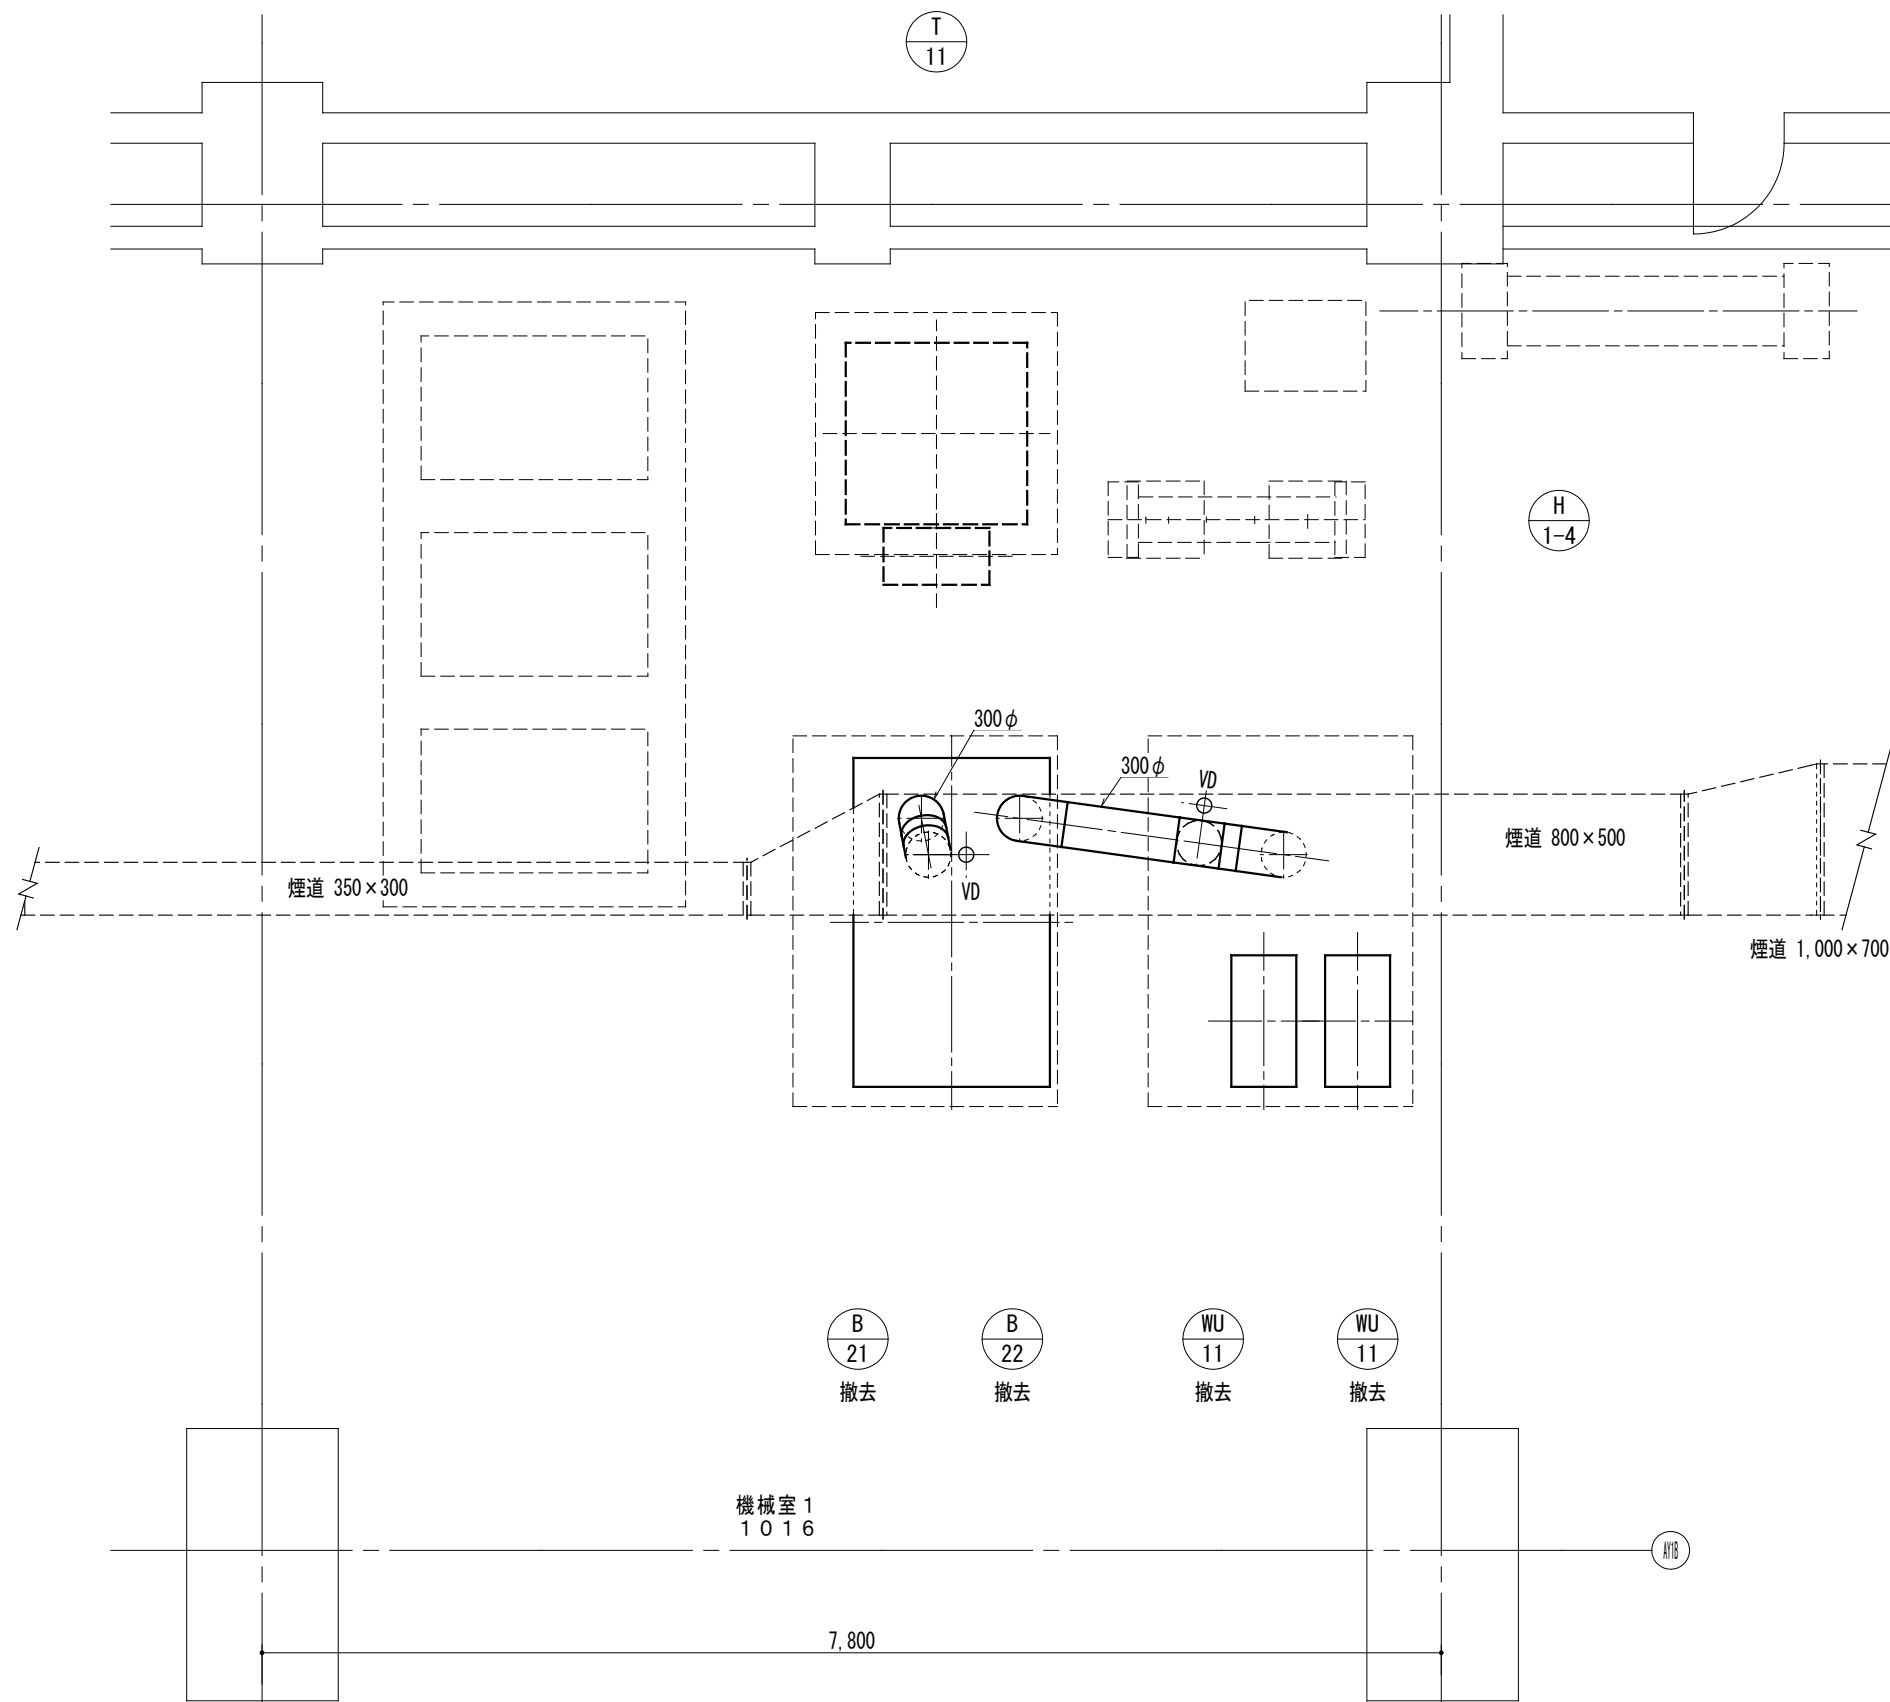 T
11
H
1-4
300φ
300φ
VD
煙道 800×500
煙道 350×300
VD
煙道 1,000×700
B
21
撤去
B
22
撤去
WU
11
撤去
WU
11
撤去
機械室１
１０１６
AY1B
7,800